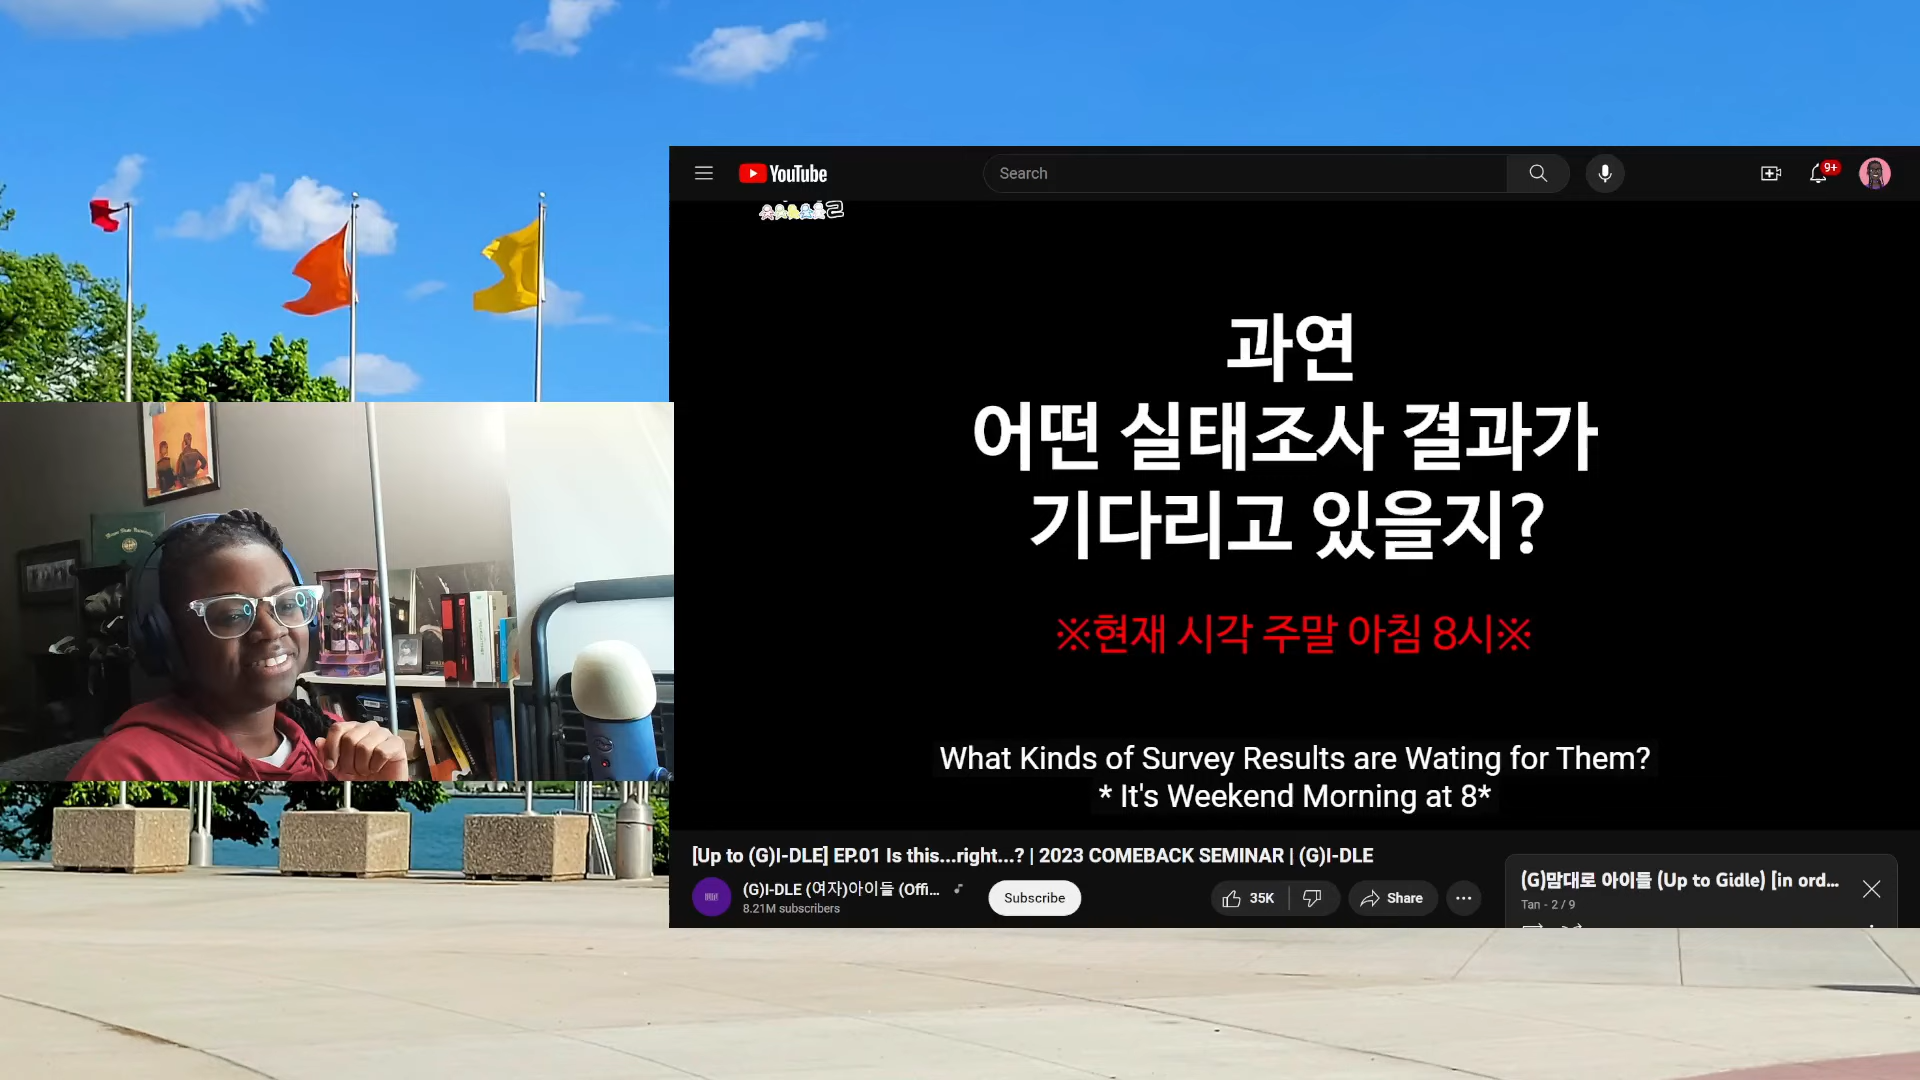 YouTube
Search
9+
2
과연
어떤 실태조사 결과가
기다리고 있을지?
※현재 시각 주말 아침 8시※
What Kinds of Survey Results are Wating for Them?
* It's Weekend Morning at 8*
[Up to (G)I-DLE] EP.01 Is this...right...? | 2023 COMEBACK SEMINAR | (G)I-DLE
(G)I-DLE (여자)아이들 (Offi...
8.21M subscribers
Subscribe
35K
Share
(G)맘대로 아이들 (Up to Gidle) [in ord...
Tan - 2 / 9